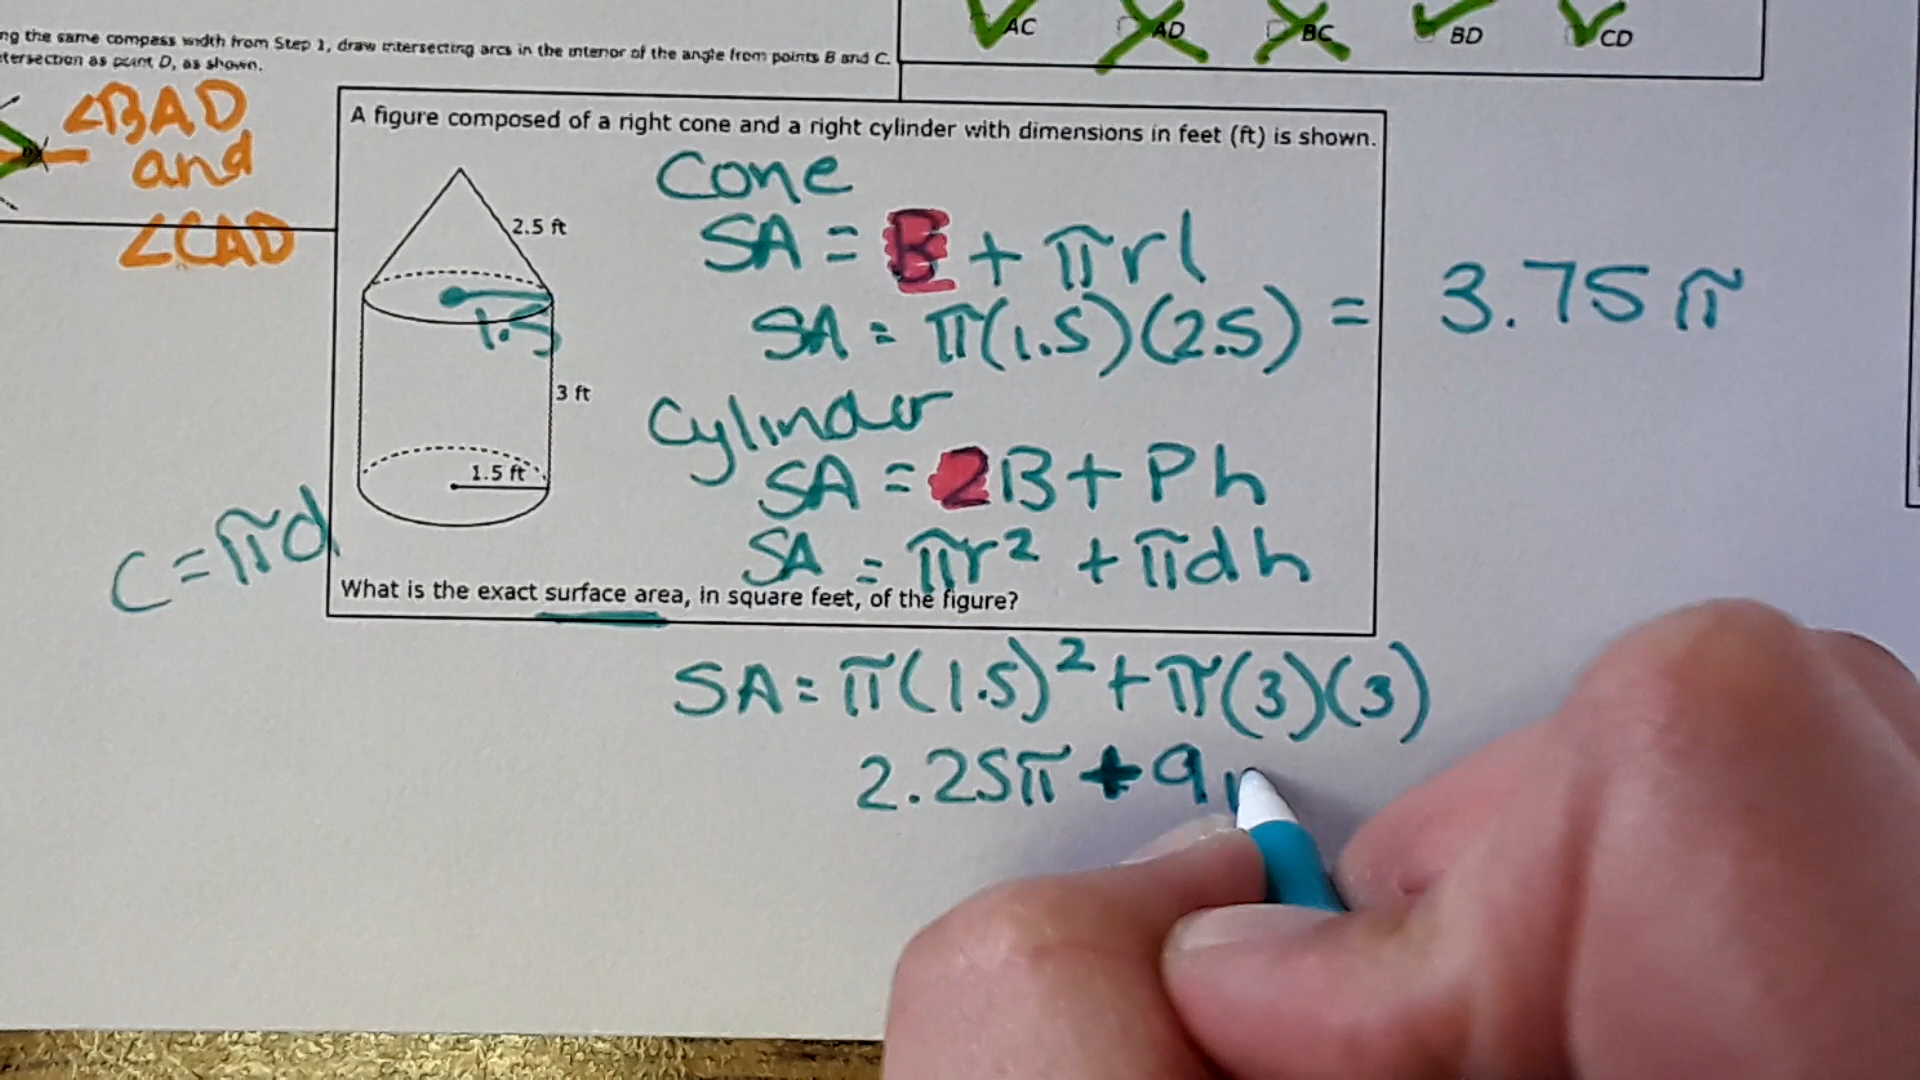 AC AD BC BD CD
ng the same compass width from Step 1, draw intersecting arcs in the interior of the angle from points B and C.
tersection as point D, as shown.
∠BAD
and
∠CAD
A figure composed of a right cone and a right cylinder with dimensions in feet (ft) is shown.
2.5 ft
1.5
3 ft
1.5 ft
Cone
SA = B + πrl
SA = π(1.5)(2.5) = 3.75π
Cylinder
SA = 2B + Ph
SA = πr² + πdh
C = πd
What is the exact surface area, in square feet, of the figure?
SA = π(1.5)² + π(3)(3)
2.25π + 9